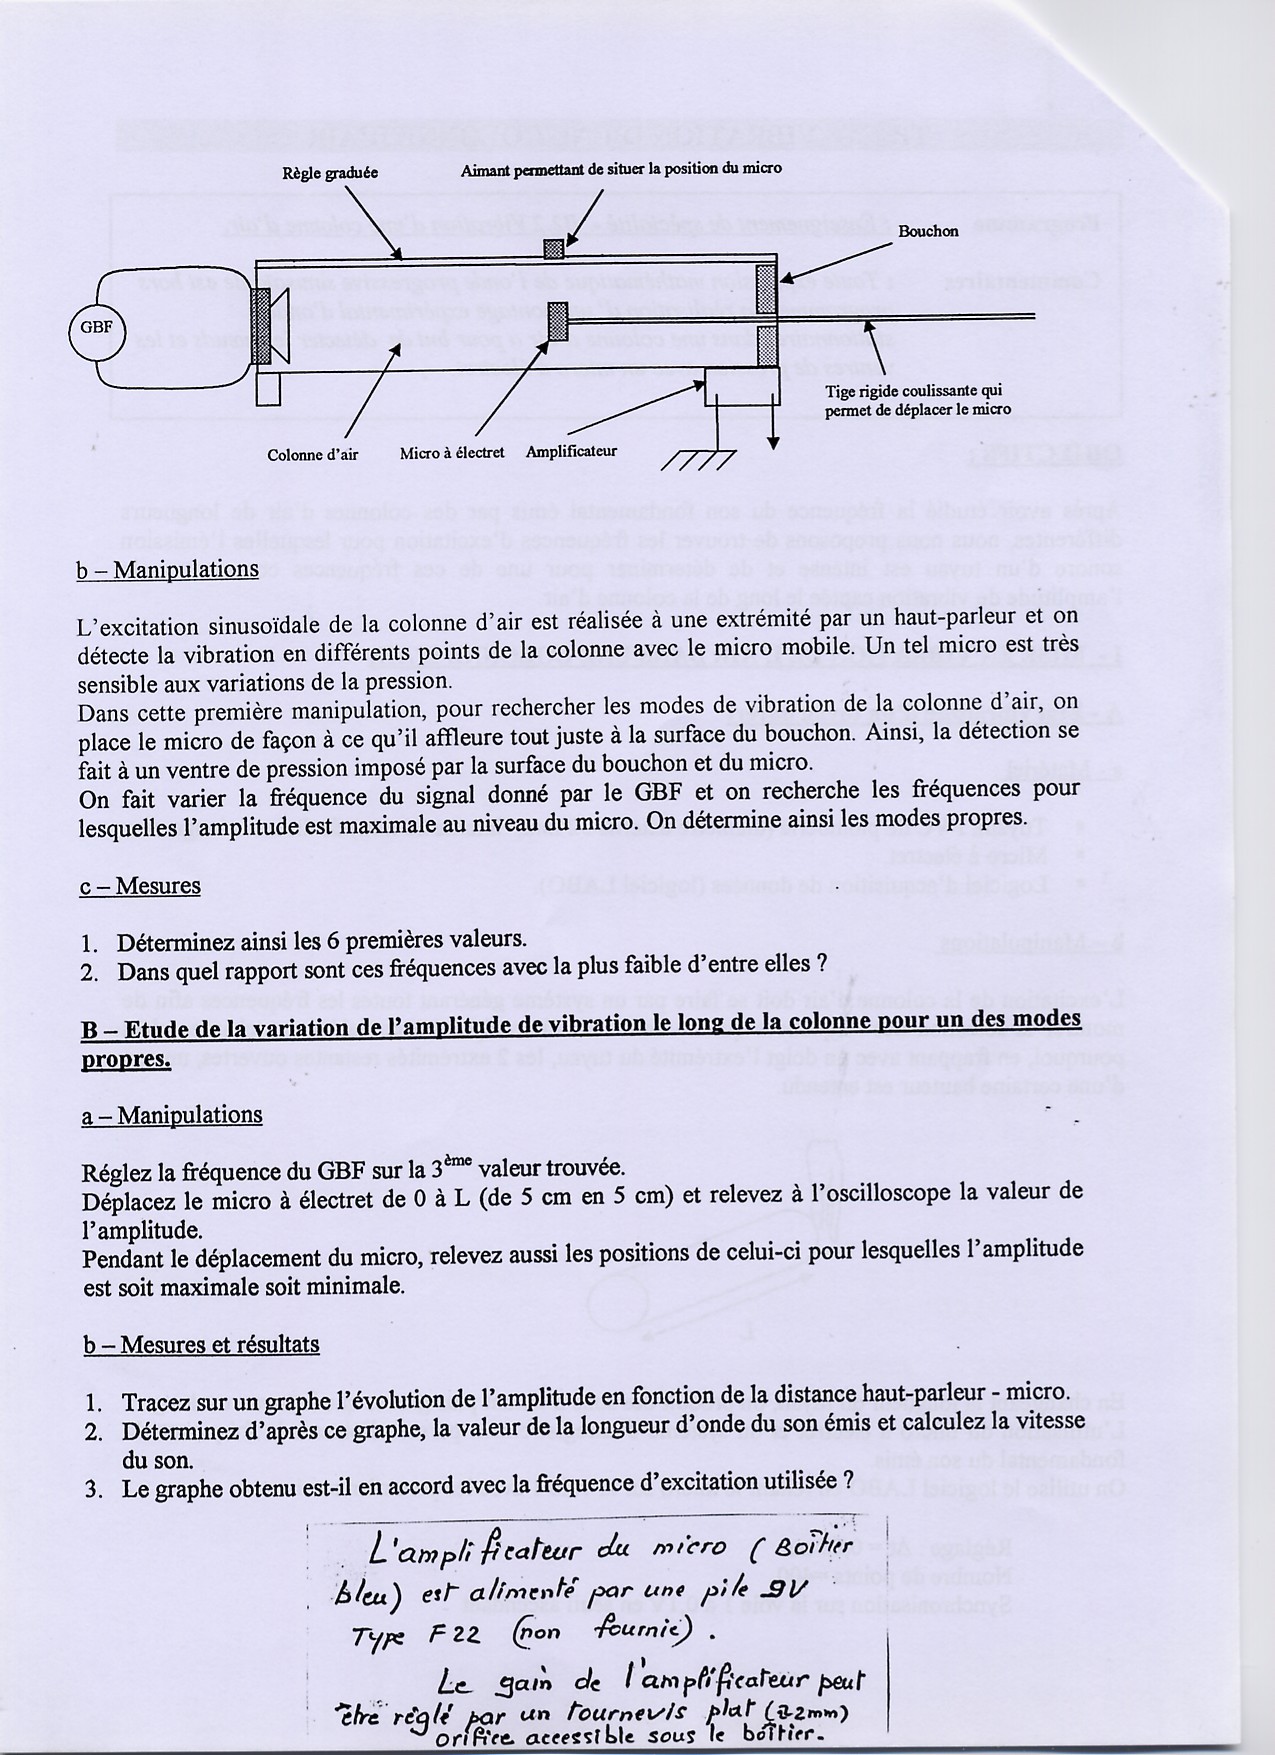 Règle graduée
Aimant permettant de situer la position du micro
Bouchon
GBF
Tige rigide coulissante qui
permet de déplacer le micro
Colonne d'air
Micro à électret
Amplificateur
b – Manipulations
L'excitation sinusoïdale de la colonne d'air est réalisée à une extrémité par un haut-parleur et on
détecte la vibration en différents points de la colonne avec le micro mobile. Un tel micro est très
sensible aux variations de la pression.
Dans cette première manipulation, pour rechercher les modes de vibration de la colonne d'air, on
place le micro de façon à ce qu'il affleure tout juste à la surface du bouchon. Ainsi, la détection se
fait à un ventre de pression imposé par la surface du bouchon et du micro.
On fait varier la fréquence du signal donné par le GBF et on recherche les fréquences pour
lesquelles l'amplitude est maximale au niveau du micro. On détermine ainsi les modes propres.
c – Mesures
1. Déterminez ainsi les 6 premières valeurs.
2. Dans quel rapport sont ces fréquences avec la plus faible d'entre elles ?
B – Etude de la variation de l'amplitude de vibration le long de la colonne pour un des modes
propres.
a – Manipulations
Réglez la fréquence du GBF sur la 3ème valeur trouvée.
Déplacez le micro à électret de 0 à L (de 5 cm en 5 cm) et relevez à l'oscilloscope la valeur de
l'amplitude.
Pendant le déplacement du micro, relevez aussi les positions de celui-ci pour lesquelles l'amplitude
est soit maximale soit minimale.
b – Mesures et résultats
1. Tracez sur un graphe l'évolution de l'amplitude en fonction de la distance haut-parleur - micro.
2. Déterminez d'après ce graphe, la valeur de la longueur d'onde du son émis et calculez la vitesse
du son.
3. Le graphe obtenu est-il en accord avec la fréquence d'excitation utilisée ?
L'amplificateur du micro (Boîtier
bleu) est alimenté par une pile 9V
Type F22 (non fournie).
Le gain de l'amplificateur peut
être réglé par un tournevis plat (2mm)
orifice accessible sous le boîtier.